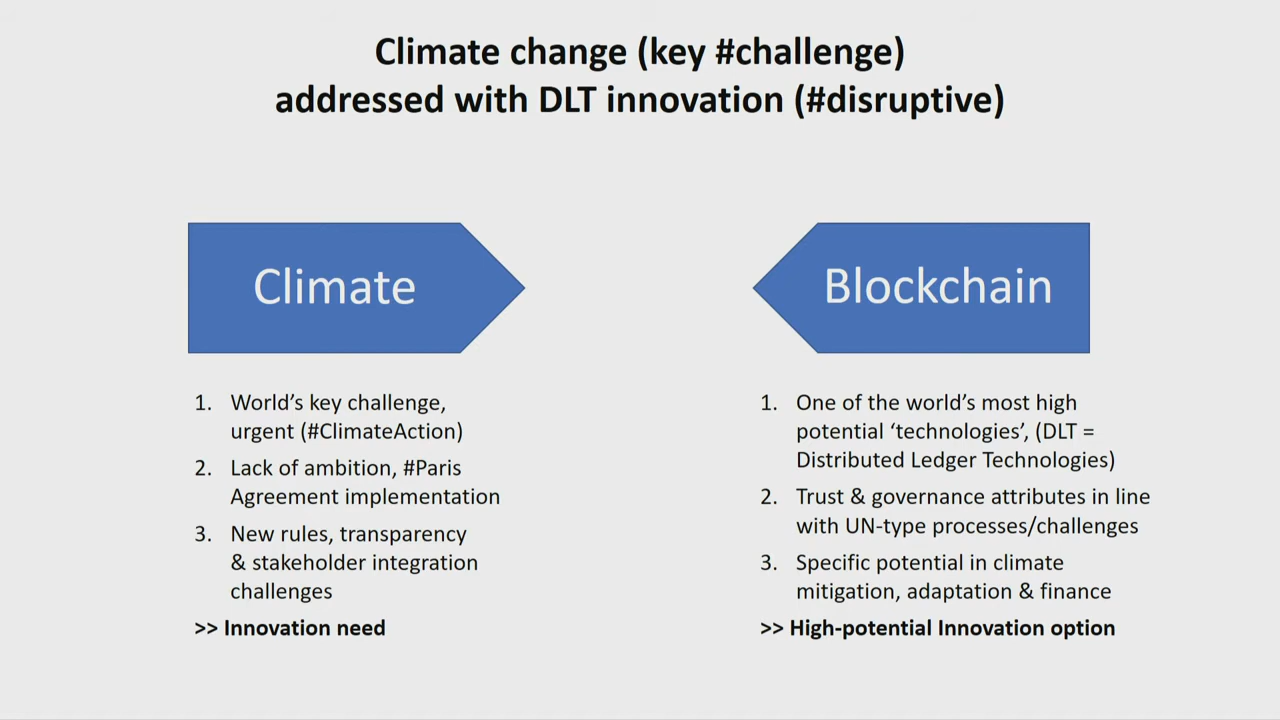 Climate change (key #challenge)
addressed with DLT innovation (#disruptive)
Climate
1. World’s key challenge,
urgent (#ClimateAction)
2. Lack of ambition, #Paris
Agreement implementation
3. New rules, transparency
& stakeholder integration
challenges
>> Innovation need
Blockchain
1. One of the world’s most high
potential ‘technologies’, (DLT =
Distributed Ledger Technologies)
2. Trust & governance attributes in line
with UN-type processes/challenges
3. Specific potential in climate
mitigation, adaptation & finance
>> High-potential Innovation option